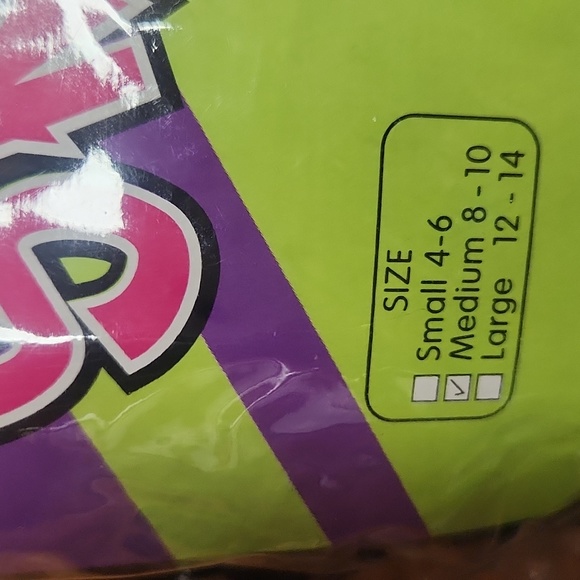 SIZE
Small 4-6
Medium 8-10
Large 12-14